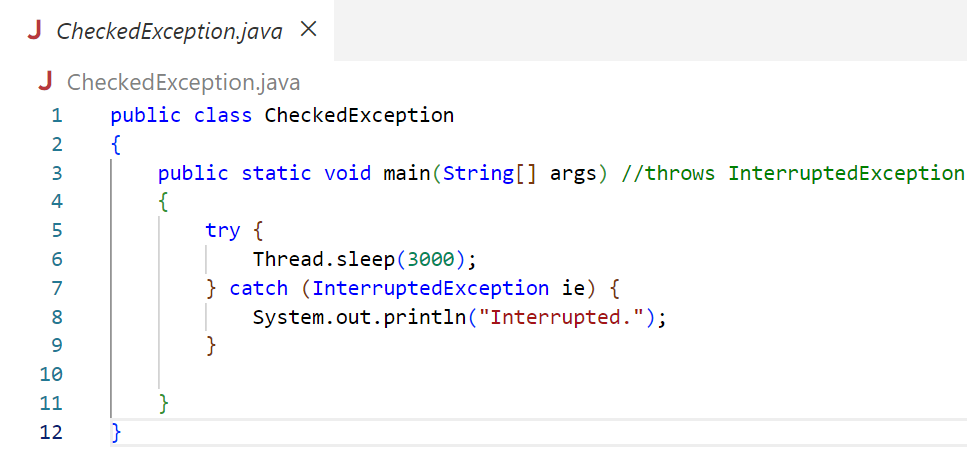 J CheckedException.java ×
J CheckedException.java
1 public class CheckedException
2 {
3     public static void main(String[] args) //throws InterruptedException
4     {
5         try {
6             Thread.sleep(3000);
7         } catch (InterruptedException ie) {
8             System.out.println("Interrupted.");
9         }
10
11     }
12 }